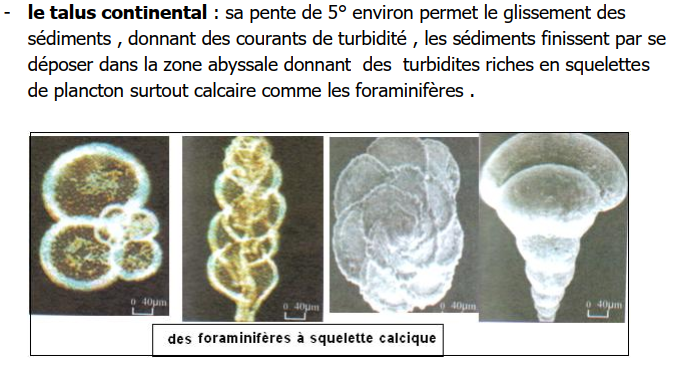 - le talus continental : sa pente de 5° environ permet le glissement des
sédiments , donnant des courants de turbidité , les sédiments finissent par se
déposer dans la zone abyssale donnant des turbidites riches en squelettes
de plancton surtout calcaire comme les foraminifères .
0 40µm
0 40µm
0 40µm
0 40µm
des foraminifères à squelette calcique